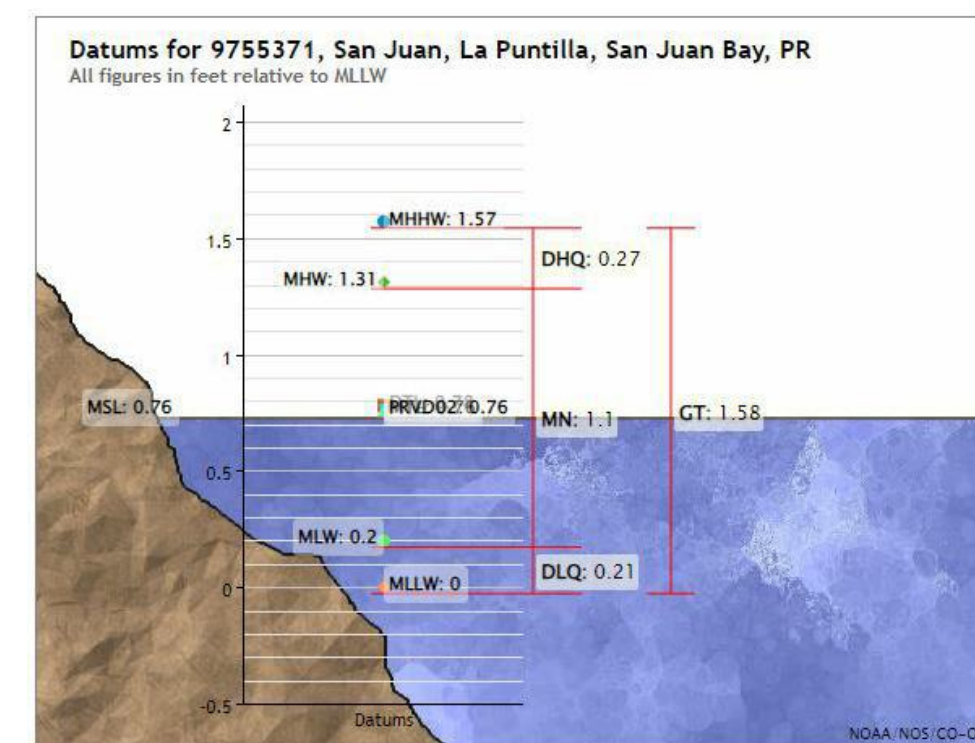 Datums for 9755371, San Juan, La Puntilla, San Juan Bay, PR
All figures in feet relative to MLLW
2
MHHW: 1.57
1.5
DHQ: 0.27
MHW: 1.31
1
MSL: 0.76
PRVD02: 0.76
MN: 1.1
GT: 1.58
0.5
MLW: 0.2
DLQ: 0.21
MLLW: 0
0
-0.5
Datums
NOAA/NOS/CO-O